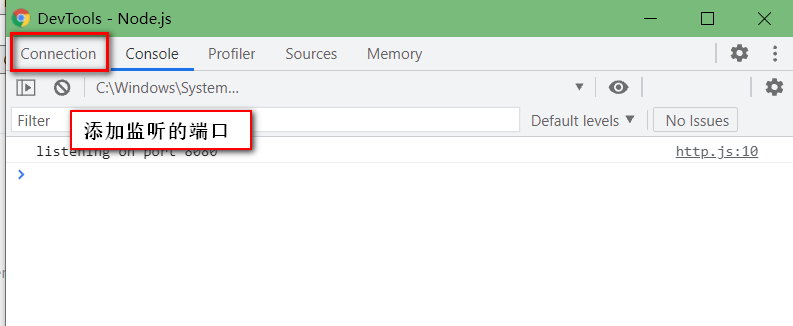 DevTools - Node.js
Connection Console Profiler Sources Memory
C:\Windows\System...
Filter Default levels No Issues
添加监听的端口
listening on port 8080 http.js:10